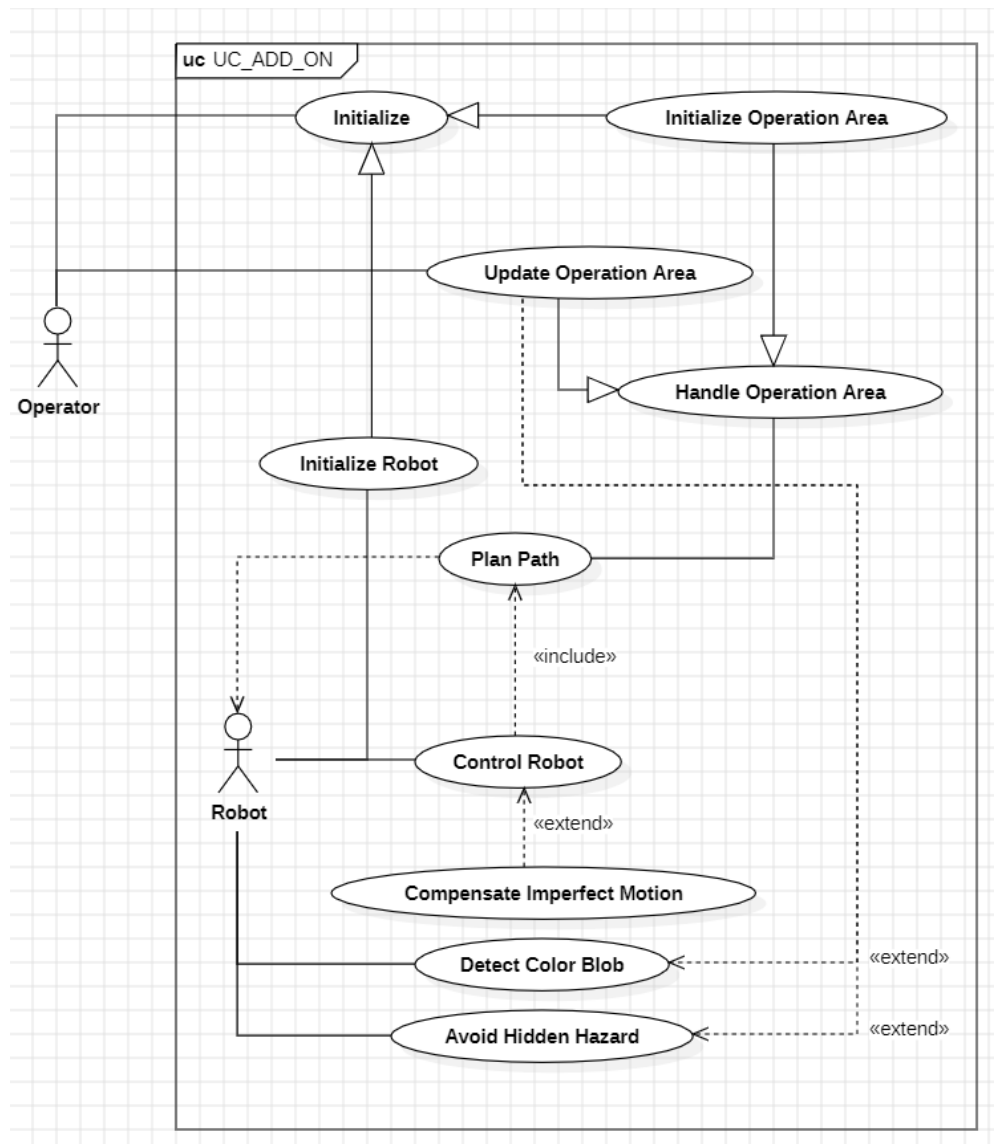 uc UC_ADD_ON
Initialize
Initialize Operation Area
Update Operation Area
Operator
Handle Operation Area
Initialize Robot
Plan Path
«include»
Control Robot
Robot
«extend»
Compensate Imperfect Motion
Detect Color Blob
«extend»
Avoid Hidden Hazard
«extend»